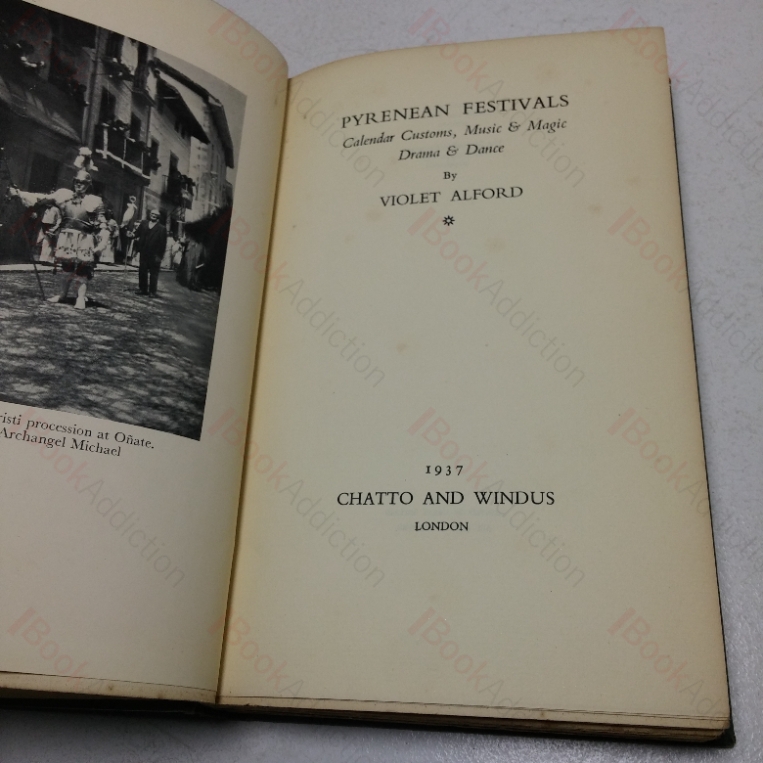 risti procession at Oñate.
Archangel Michael
PYRENEAN FESTIVALS
Calendar Customs, Music & Magic
Drama & Dance
By
VIOLET ALFORD
1937
CHATTO AND WINDUS
LONDON
BookAddiction